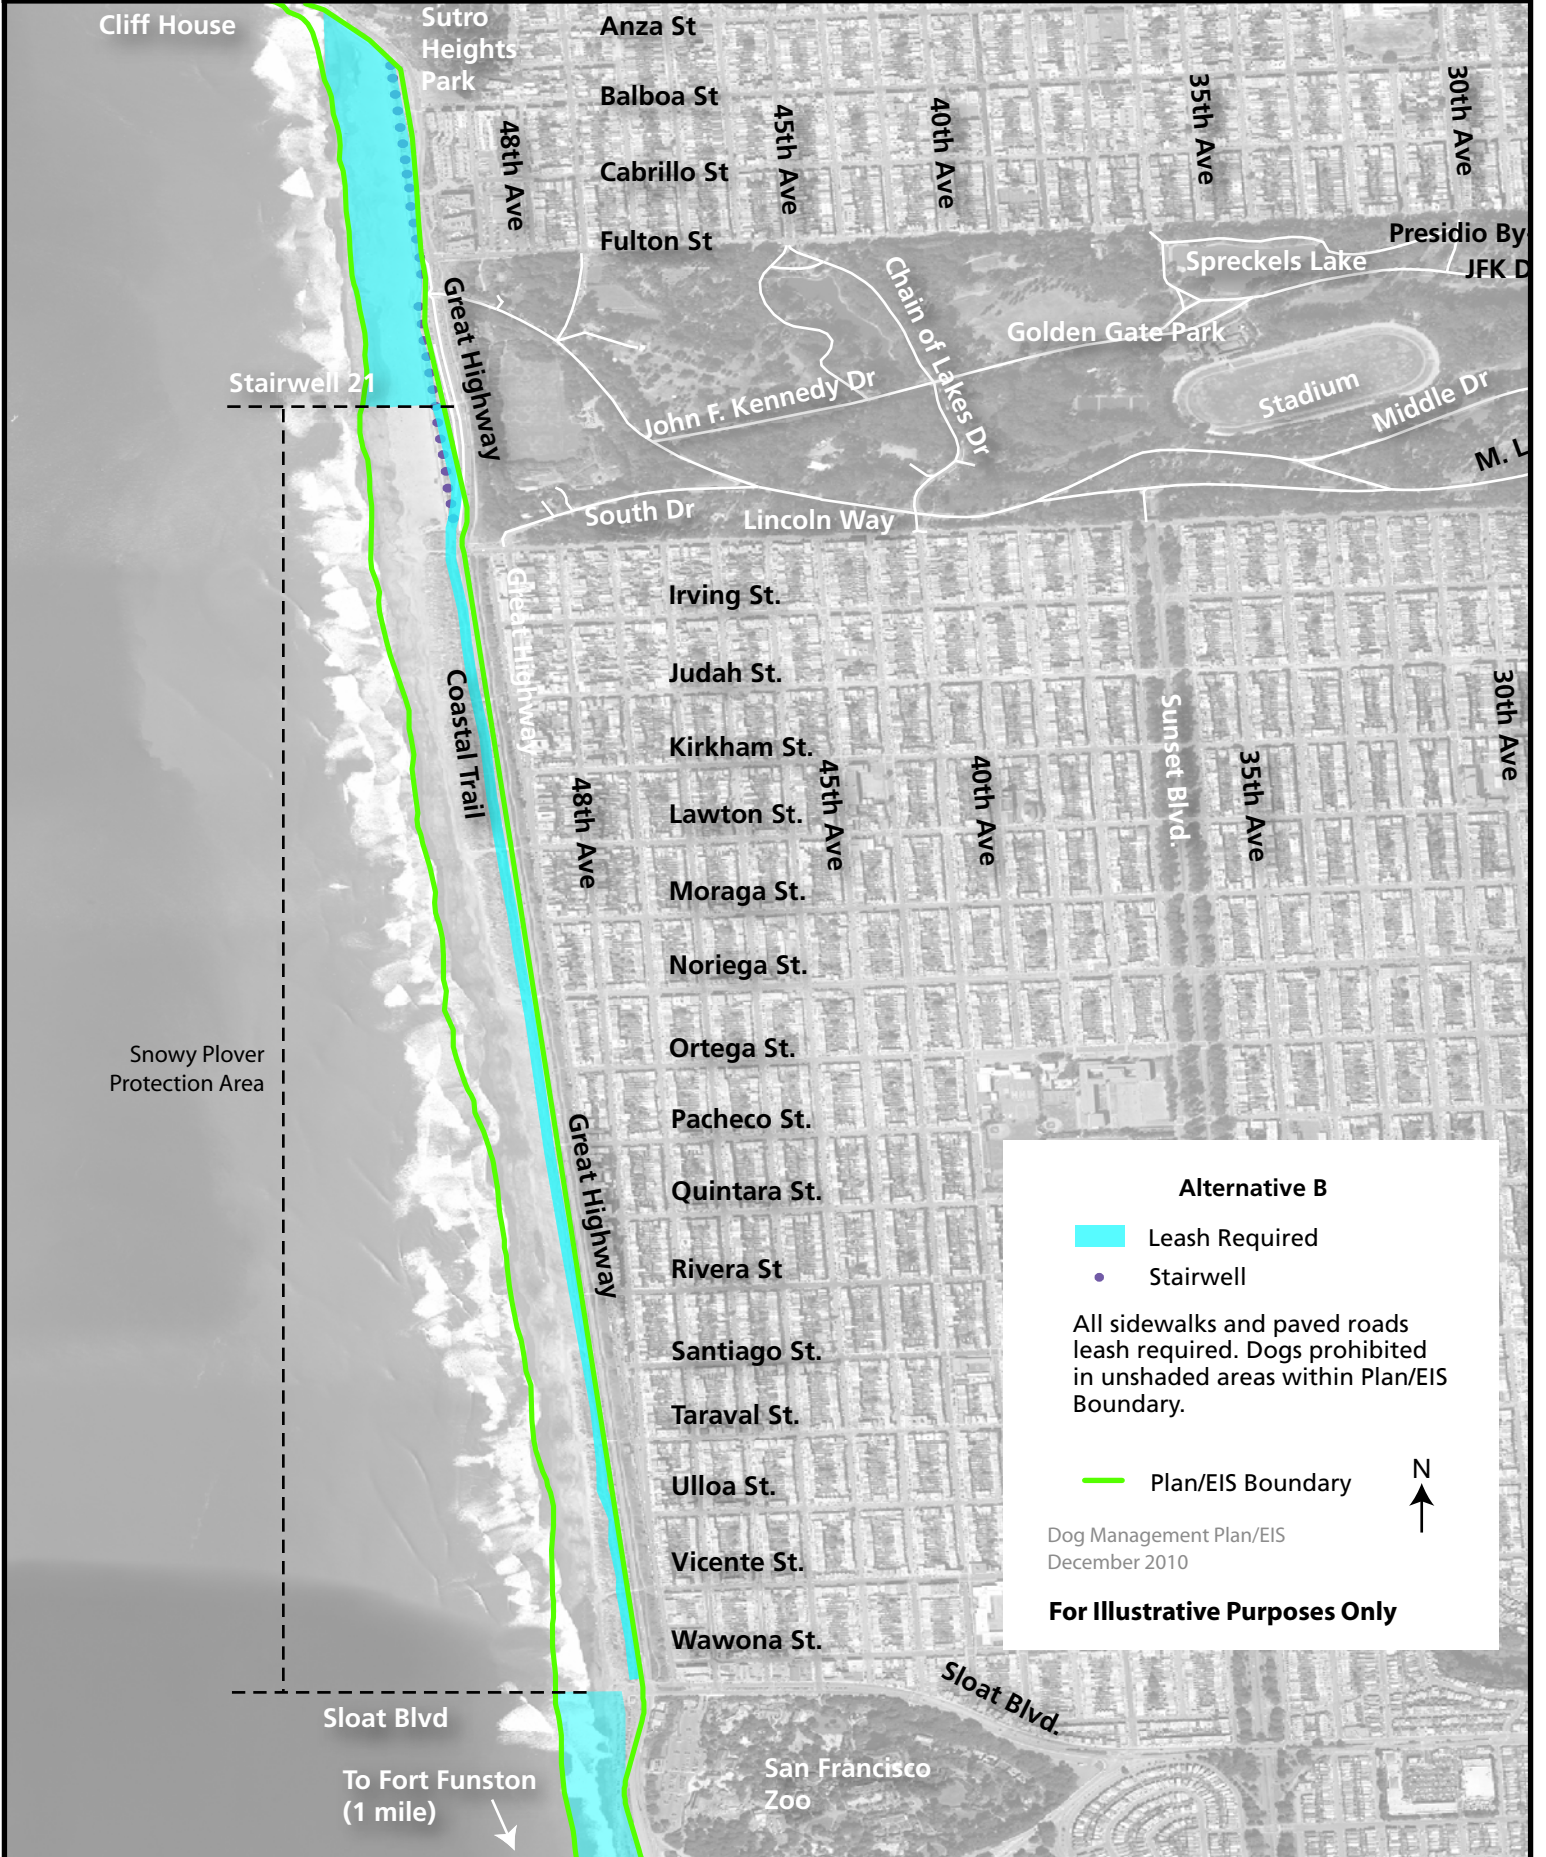 Cliff House
Sutro
Heights
Park
Anza St
Balboa St
Cabrillo St
Fulton St
48th Ave
45th Ave
40th Ave
35th Ave
30th Ave
Presidio By-
JFK D
Spreckels Lake
Golden Gate Park
Chain of Lakes Dr
Great Highway
Stairwell 21
John F. Kennedy Dr
Stadium
Middle Dr
M. L
South Dr
Lincoln Way
Great Highway
Coastal Trail
Irving St.
Judah St.
Kirkham St.
Lawton St.
Moraga St.
Noriega St.
Ortega St.
Pacheco St.
Quintara St.
Rivera St
Santiago St.
Taraval St.
Ulloa St.
Vicente St.
Wawona St.
48th Ave
45th Ave
40th Ave
Sunset Blvd.
35th Ave
30th Ave
Great Highway
Snowy Plover
Protection Area
Sloat Blvd
To Fort Funston
(1 mile)
Sloat Blvd.
San Francisco
Zoo
Alternative B
Leash Required
Stairwell
All sidewalks and paved roads
leash required. Dogs prohibited
in unshaded areas within Plan/EIS
Boundary.
Plan/EIS Boundary
N
Dog Management Plan/EIS
December 2010
For Illustrative Purposes Only